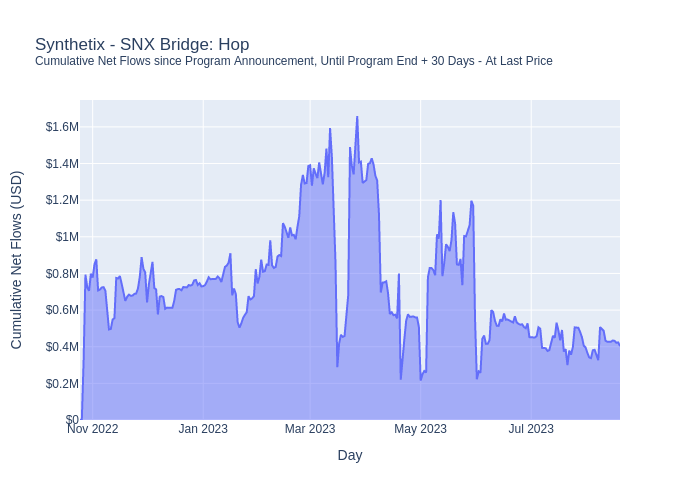 Synthetix - SNX Bridge: Hop
Cumulative Net Flows since Program Announcement, Until Program End + 30 Days - At Last Price
Cumulative Net Flows (USD)
$1.6M
$1.4M
$1.2M
$1M
$0.8M
$0.6M
$0.4M
$0.2M
$0
Nov 2022
Jan 2023
Mar 2023
May 2023
Jul 2023
Day